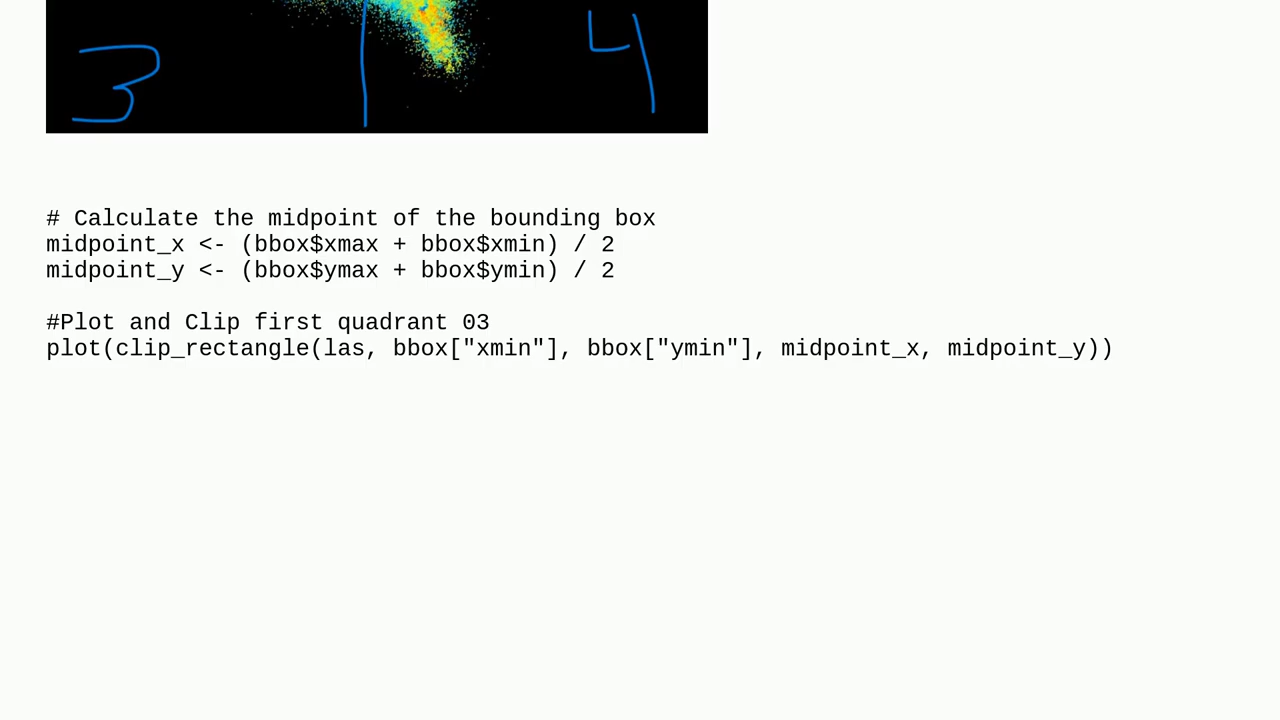 3 4
# Calculate the midpoint of the bounding box
midpoint_x <- (bbox$xmax + bbox$xmin) / 2
midpoint_y <- (bbox$ymax + bbox$ymin) / 2
#Plot and Clip first quadrant 03
plot(clip_rectangle(las, bbox["xmin"], bbox["ymin"], midpoint_x, midpoint_y))